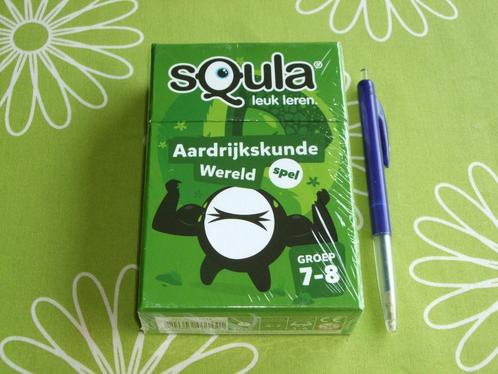 sQula®
leuk leren.
Aardrijkskunde
Wereld
spel
GROEP
7-8